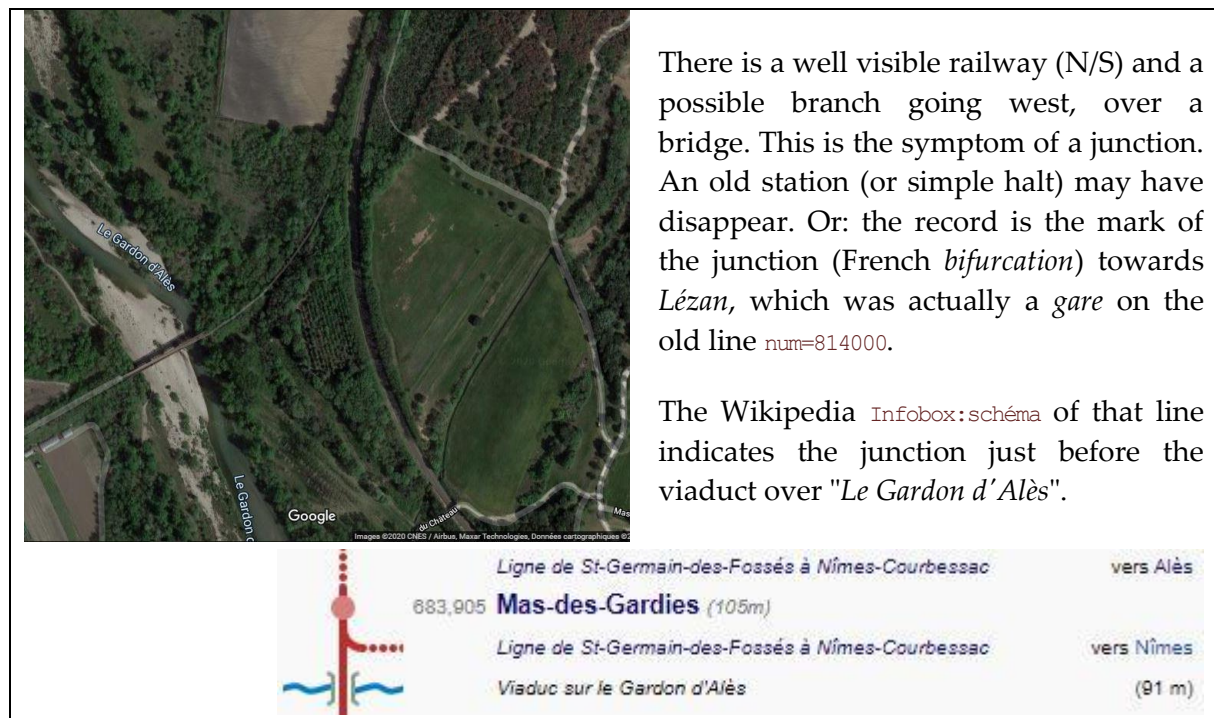 There is a well visible railway (N/S) and a
possible branch going west, over a
bridge. This is the symptom of a junction.
An old station (or simple halt) may have
disappear. Or: the record is the mark of
the junction (French bifurcation) towards
Lézan, which was actually a gare on the
old line num=814000.
The Wikipedia Infobox:schéma of that line
indicates the junction just before the
viaduct over "Le Gardon d'Alès".
Le Gardon d'Alès
Le Gardon d
du Château
Mas
Google
Images ©2020 CNES / Airbus, Maxar Technologies, Données cartographiques ©2
Ligne de St-Germain-des-Fossés à Nîmes-Courbessac vers Alès
683,905 Mas-des-Gardies (105m)
Ligne de St-Germain-des-Fossés à Nîmes-Courbessac vers Nîmes
Viaduc sur le Gardon d'Alès (91 m)